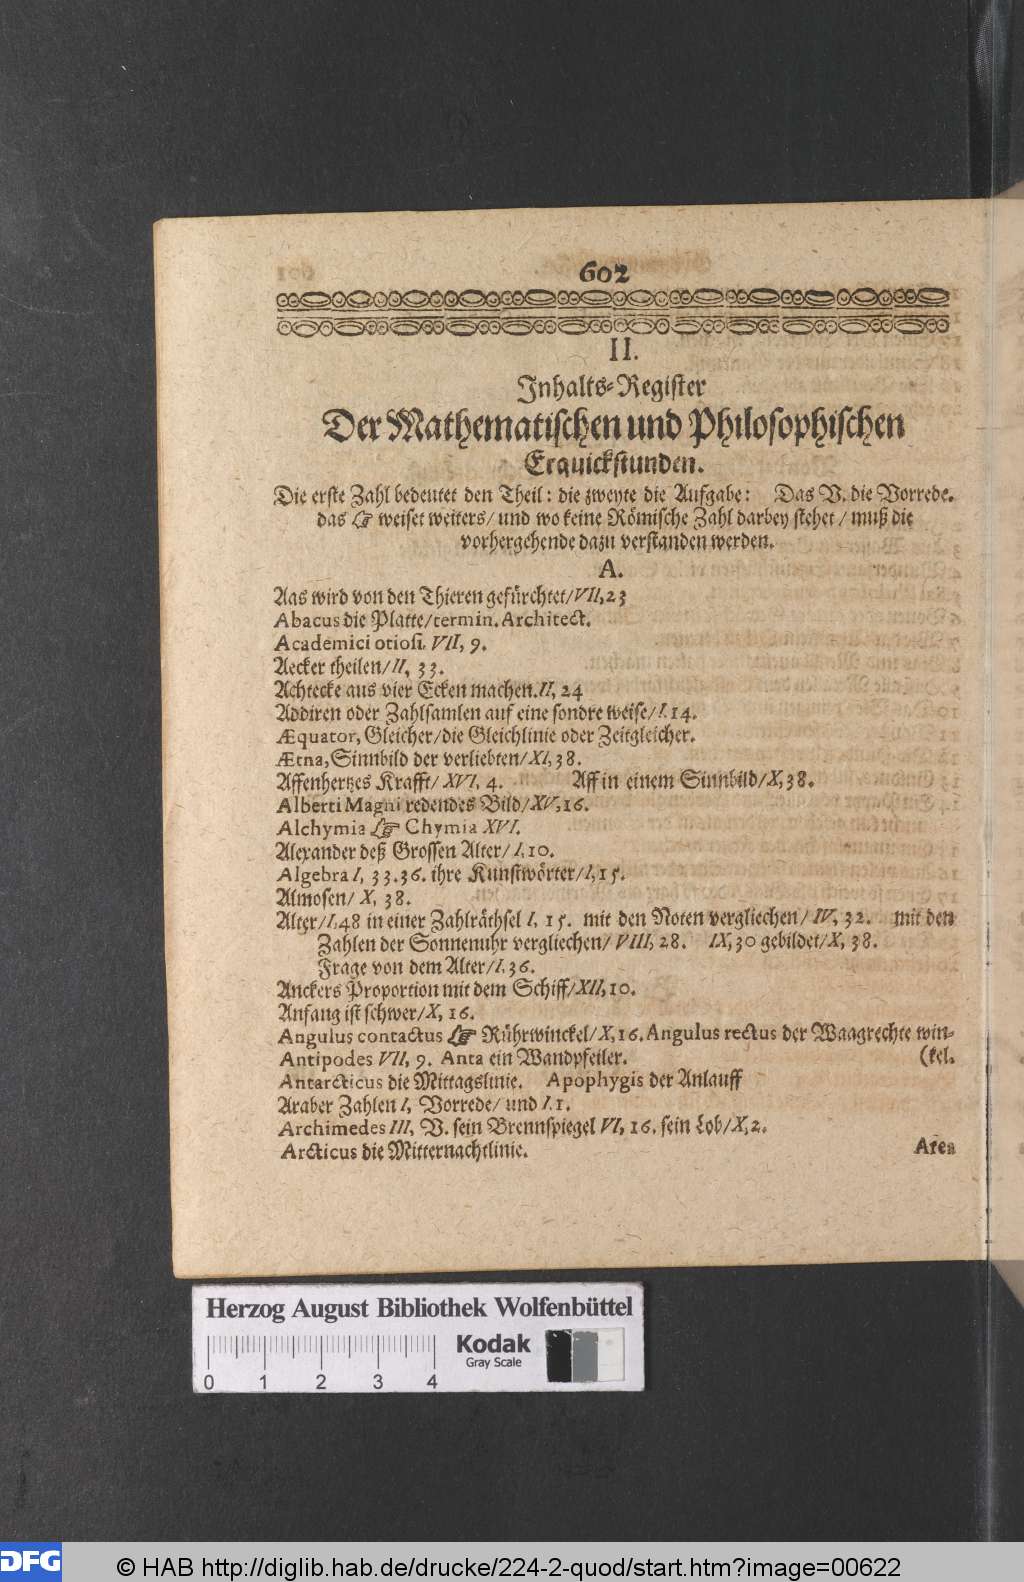 602
II.
Inhalts-Register
Der Mathematischen und Philosophischen
Erquickstunden.
Die erste Zahl bedeutet den Theil: die zweyte die Aufgabe: Das V. die Vorrede.
das ☞ weiset weiters/ und wo keine Römische Zahl darbey stehet/ muß die
vorhergehende dazu verstanden werden.
A.
Aas wird von den Thieren gefürchtet/VII,23
Abacus die Platte/termin. Architect.
Academici otiosi. VII, 9.
Aecker theilen/II, 33.
Achtecke aus vier Ecken machen.II, 24
Addiren oder Zahlsamlen auf eine sondre weise/I.14.
Æquator, Gleicher/die Gleichlinie oder Zeitgleicher.
Ætna, Sinnbild der verliebten/XI,38.
Affenhertzes Krafft/ XVI, 4. Aff in einem Sinnbild/X,38.
Alberti Magni redendes Bild/XV,16.
Alchymia ☞ Chymia XVI.
Alexander deß Grossen Alter/I.10.
Algebra I, 33.36. ihre Kunstwörter/I,15.
Almosen/ X, 38.
Alter/I.48 in einer Zahlräthsel I, 15. mit den Noten vergliechen/ IV, 32. mit den
Zahlen der Sonnenuhr vergliechen/ VIII, 28. IX,30 gebildet/X, 38.
Frage von dem Alter/I.36.
Anckers Proportion mit dem Schiff/XII,10.
Anfang ist schwer/X, 16.
Angulus contactus ☞ Rührwinckel/X,16. Angulus rectus der Waagrechte win-
Antipodes VII, 9. Anta ein Wandpfeiler. (kel.
Antarcticus die Mittagslinie. Apophygis der Anlauff
Araber Zahlen I, Vorrede/ und I.1.
Archimedes III, V. sein Brennspiegel VI, 16. sein Lob/X,2.
Arcticus die Mitternachtlinie. Area
Herzog August Bibliothek Wolfenbüttel
Kodak
Gray Scale
0 1 2 3 4
DFG
© HAB http://diglib.hab.de/drucke/224-2-quod/start.htm?image=00622